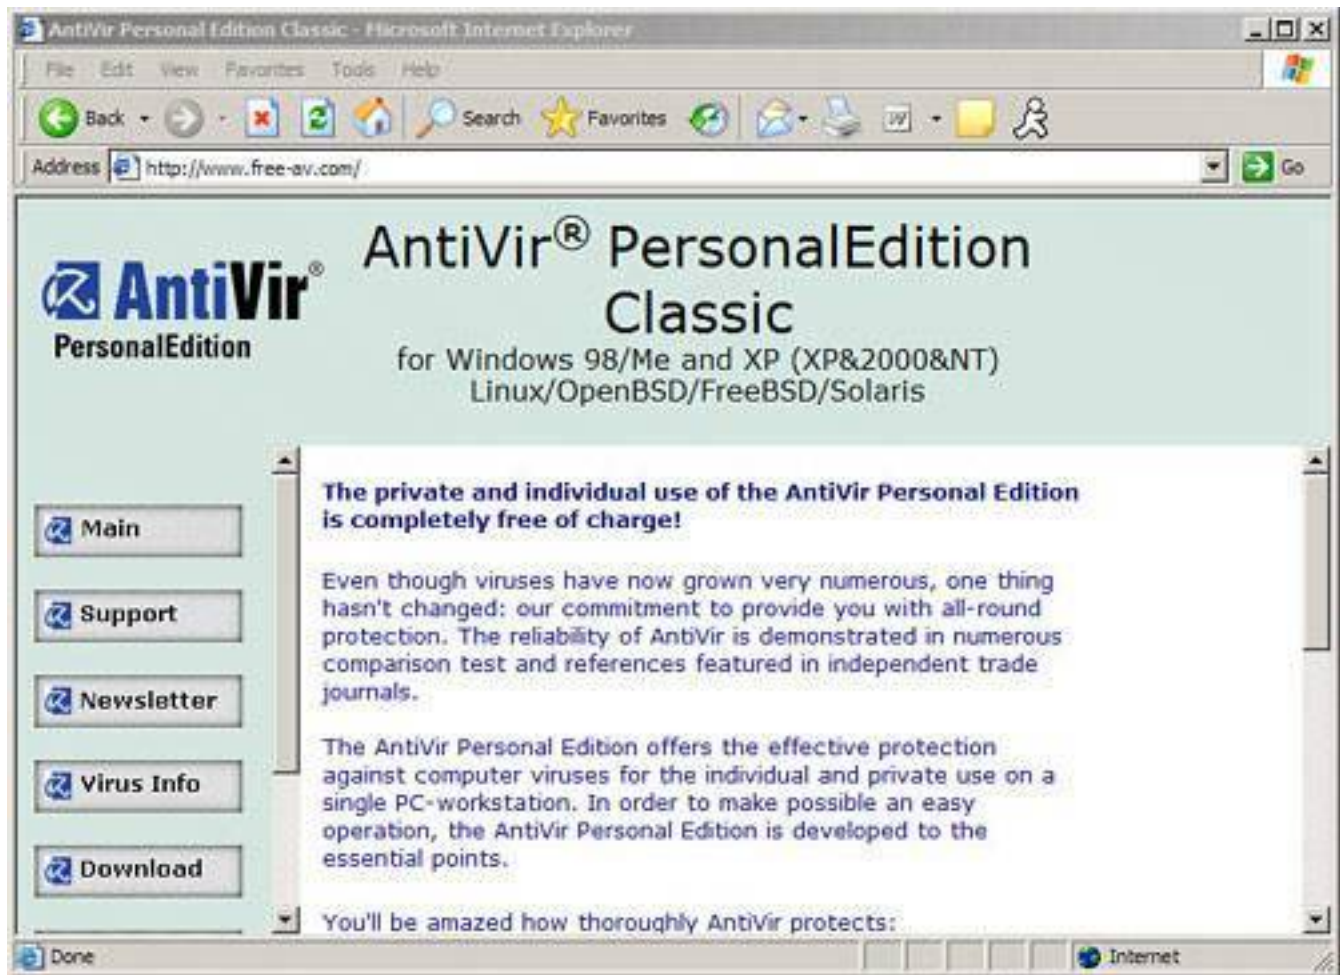 AntiVir Personal Edition Classic - Microsoft Internet Explorer
File Edit View Favorites Tools Help
Back Search Favorites W
Address http://www.free-av.com/ Go
AntiVir® PersonalEdition
Classic
for Windows 98/Me and XP (XP&2000&NT)
Linux/OpenBSD/FreeBSD/Solaris
AntiVir®
PersonalEdition
Main
Support
Newsletter
Virus Info
Download
The private and individual use of the AntiVir Personal Edition
is completely free of charge!
Even though viruses have now grown very numerous, one thing
hasn't changed: our commitment to provide you with all-round
protection. The reliability of AntiVir is demonstrated in numerous
comparison test and references featured in independent trade
journals.
The AntiVir Personal Edition offers the effective protection
against computer viruses for the individual and private use on a
single PC-workstation. In order to make possible an easy
operation, the AntiVir Personal Edition is developed to the
essential points.
You'll be amazed how thoroughly AntiVir protects:
Done Internet